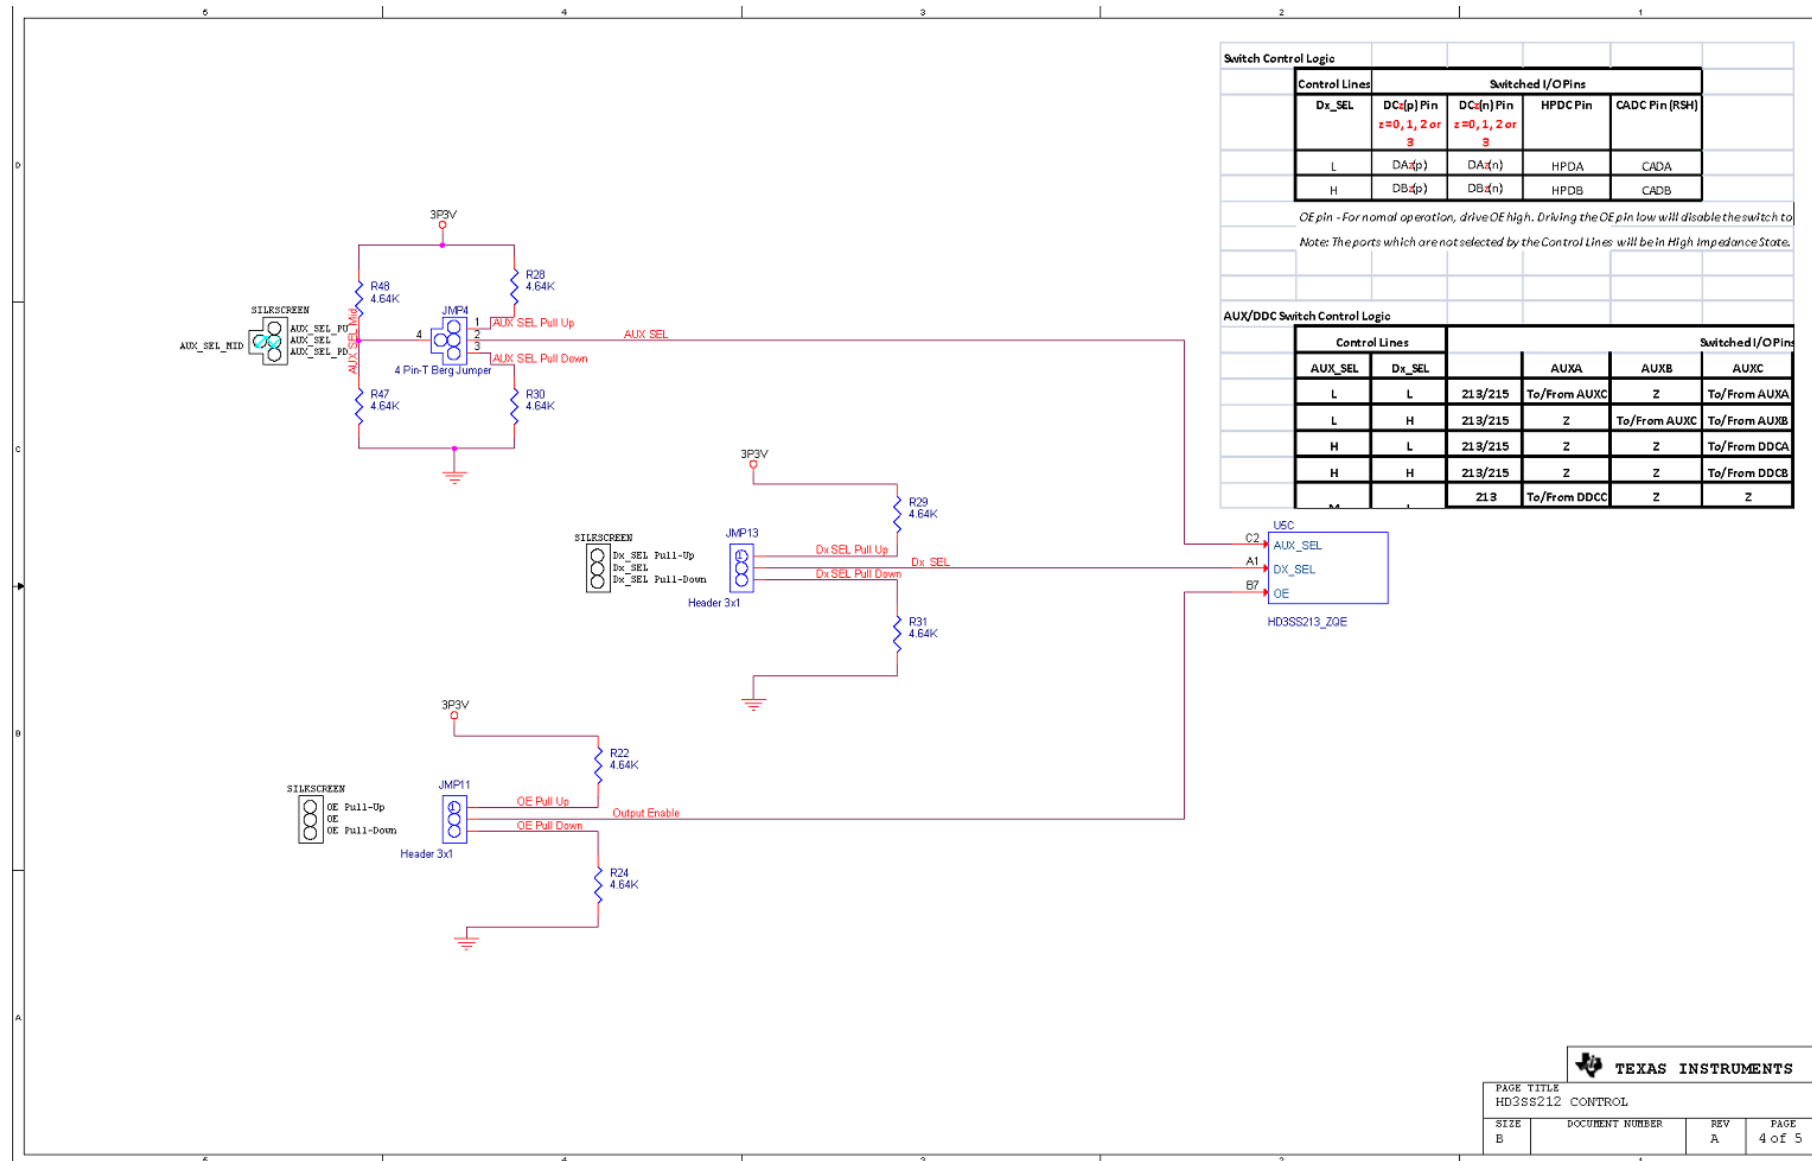 5 4 3 2 1
Switch Control Logic
Control Lines Switched I/O Pins
Dx_SEL DCz(p) Pin DCz(n) Pin HPDC Pin CADC Pin (RSH)
z=0, 1, 2 or z=0, 1, 2 or
3 3
L DAz(p) DAz(n) HPDA CADA
H DBz(p) DBz(n) HPDB CADB
OE pin - For nomal operation, drive OE high. Driving the OE pin low will disable the switch to
Note: The ports which are not selected by the Control Lines will be in High Impedance State.
AUX/DDC Switch Control Logic
Control Lines Switched I/O Pins
AUX_SEL Dx_SEL AUXA AUXB AUXC
L L 213/215 To/From AUXC Z To/From AUXA
L H 213/215 Z To/From AUXC To/From AUXB
H L 213/215 Z Z To/From DDCA
H H 213/215 Z Z To/From DDCB
213 To/From DDCC Z Z
D
3P3V
R48
4.64K
R28
4.64K
SILKSCREEN
AUX_SEL_PU
AUX_SEL
AUX_SEL_PD
AUX_SEL_MID
AUX SEL Mid
JMP4
4
1
2
3
AUX SEL Pull Up
AUX SEL
AUX SEL Pull Down
4 Pin-T Berg Jumper
R47
4.64K
R30
4.64K
C
3P3V
R29
4.64K
SILKSCREEN
Dx_SEL Pull-Up
Dx_SEL
Dx_SEL Pull-Down
JMP13
1
Dx SEL Pull Up
Dx SEL
Dx SEL Pull Down
Header 3x1
R31
4.64K
U5C
C2 AUX_SEL
A1 DX_SEL
B7 OE
HD3SS213_ZQE
B
3P3V
R22
4.64K
SILKSCREEN
OE Pull-Up
OE
OE Pull-Down
JMP11
1
OE Pull Up
Output Enable
OE Pull Down
Header 3x1
R24
4.64K
A
TEXAS INSTRUMENTS
PAGE TITLE
HD3SS212 CONTROL
SIZE DOCUMENT NUMBER REV PAGE
B A 4 of 5
5 4 3 2 1